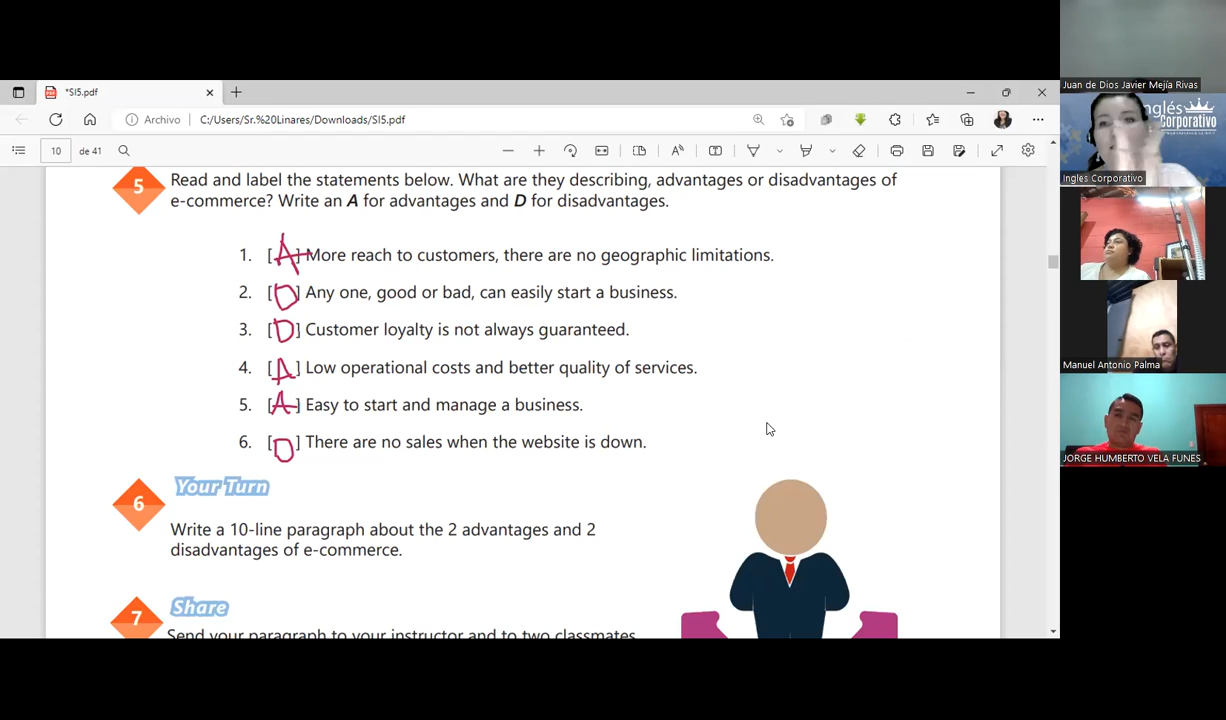 *SI5.pdf
Archivo
C:/Users/Sr.%20Linares/Downloads/SI5.pdf
10
de 41
5
Read and label the statements below. What are they describing, advantages or disadvantages of
e-commerce? Write an A for advantages and D for disadvantages.
1. [A] More reach to customers, there are no geographic limitations.
2. [D] Any one, good or bad, can easily start a business.
3. [D] Customer loyalty is not always guaranteed.
4. [A] Low operational costs and better quality of services.
5. [A] Easy to start and manage a business.
6. [D] There are no sales when the website is down.
6
Your Turn
Write a 10-line paragraph about the 2 advantages and 2
disadvantages of e-commerce.
7
Share
Send your paragraph to your instructor and to two classmates
Juan de Dios Javier Mejía Rivas
Inglés
Corporativo
Inglés Corporativo
Manuel Antonio Palma
JORGE HUMBERTO VELA FUNES